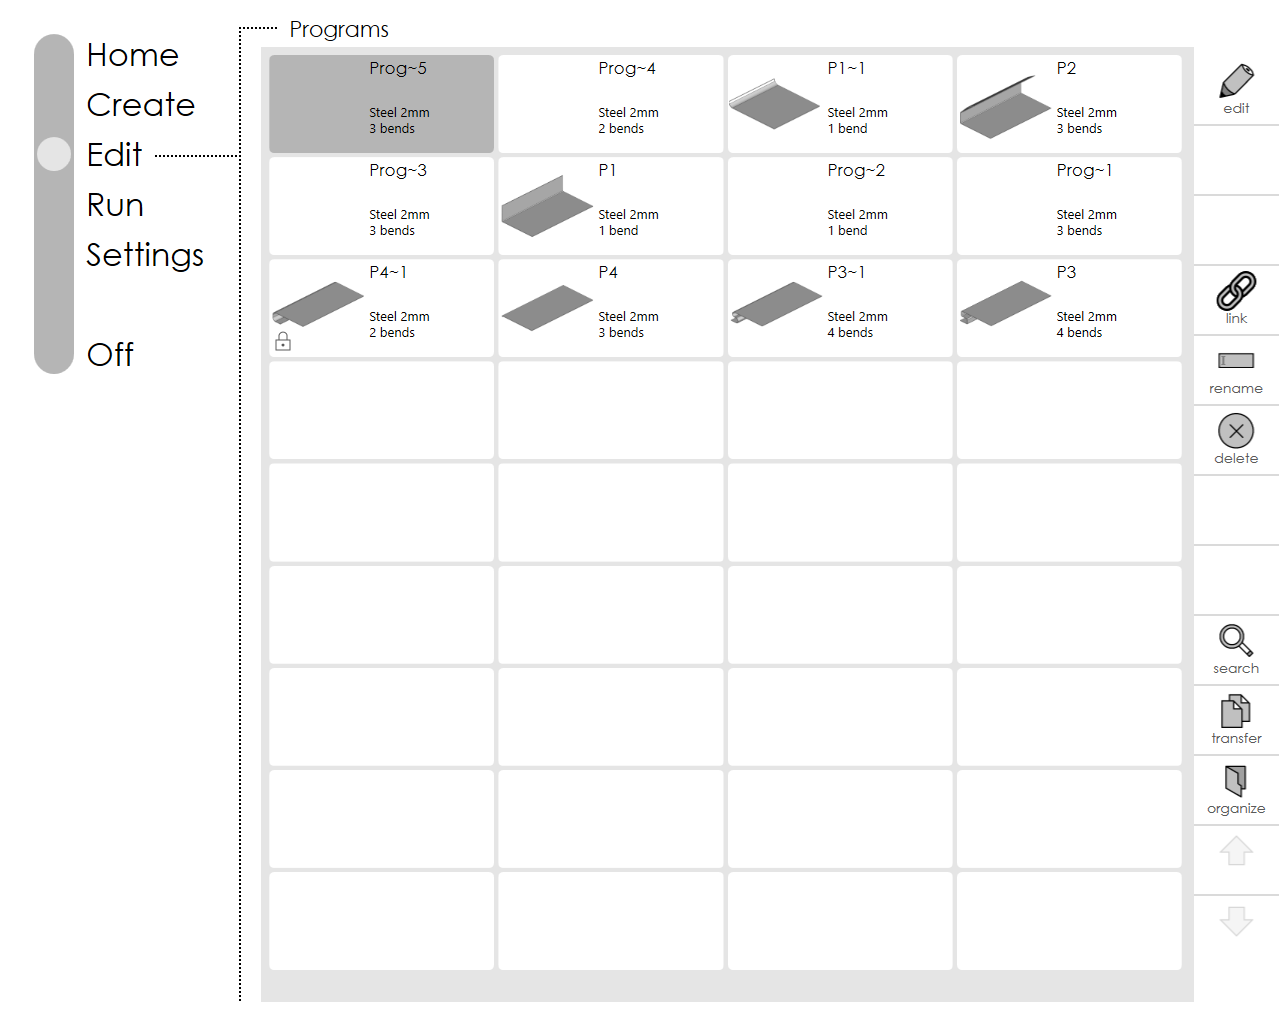 Programs
Home
Create
Edit
Run
Settings
Off
Prog~5
Steel 2mm
3 bends
Prog~4
Steel 2mm
2 bends
P1~1
Steel 2mm
1 bend
P2
Steel 2mm
3 bends
Prog~3
Steel 2mm
3 bends
P1
Steel 2mm
1 bend
Prog~2
Steel 2mm
1 bend
Prog~1
Steel 2mm
3 bends
P4~1
Steel 2mm
2 bends
P4
Steel 2mm
3 bends
P3~1
Steel 2mm
4 bends
P3
Steel 2mm
4 bends
edit
link
rename
delete
search
transfer
organize